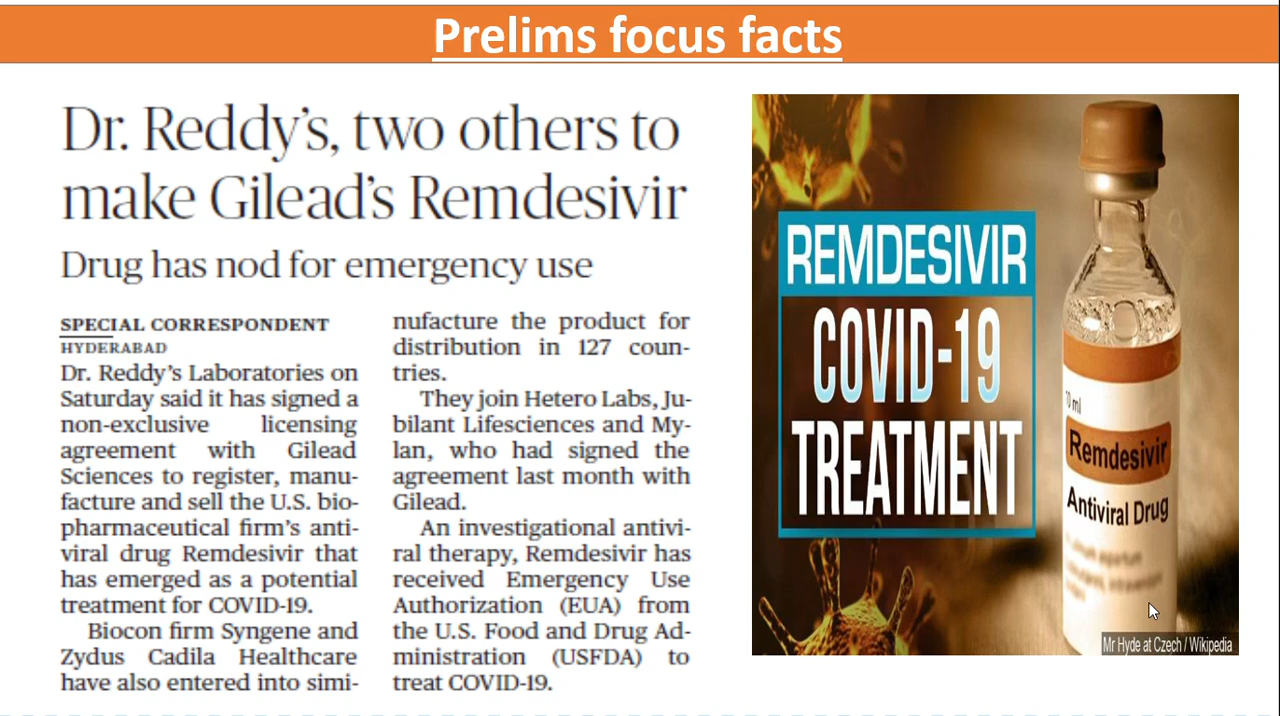 Prelims focus facts
Dr. Reddy's, two others to
make Gilead's Remdesivir
Drug has nod for emergency use
SPECIAL CORRESPONDENT
HYDERABAD
Dr. Reddy's Laboratories on
Saturday said it has signed a
non-exclusive licensing
agreement with Gilead
Sciences to register, manu-
facture and sell the U.S. bio-
pharmaceutical firm's anti-
viral drug Remdesivir that
has emerged as a potential
treatment for COVID-19.
Biocon firm Syngene and
Zydus Cadila Healthcare
have also entered into simi-
nufacture the product for
distribution in 127 coun-
tries.
They join Hetero Labs, Ju-
bilant Lifesciences and My-
lan, who had signed the
agreement last month with
Gilead.
An investigational antivi-
ral therapy, Remdesivir has
received Emergency Use
Authorization (EUA) from
the U.S. Food and Drug Ad-
ministration (USFDA) to
treat COVID-19.
REMDESIVIR
COVID-19
TREATMENT
10 ml
Remdesivir
Antiviral Drug
Mr Hyde at Czech / Wikipedia